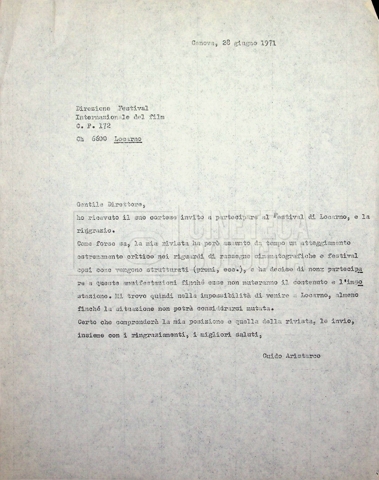 Genova, 28 giugno 1971
Direzione Festival
Internazionale del film
C. P. 172
Ch 6600 Locarno
Gentile Direttore,
ho ricevuto il suo cortese invito a partecipare al Festival di Locarno, e la
ringrazio.
Come forse sa, la mia rivista ha però assunto da tempo un atteggiamento
estremamente critico nei riguardi di rassegne cinematografiche e festival
così come vengono strutturati (premi, ecc.), e ha deciso di nonx partecipa
re a queste manifestazioni finché esse non muteranno il contenuto e l'impo
stazione. Mi trovo quindi nella impossibilità di venire a Locarno, almeno
finché la situazione non potrà considerarsi mutata.
Certo che comprenderà la mia posizione e quella della rivista, le invio,
insieme con i ringraziamenti, i migliori saluti,
Guido Aristarco
CINETECA